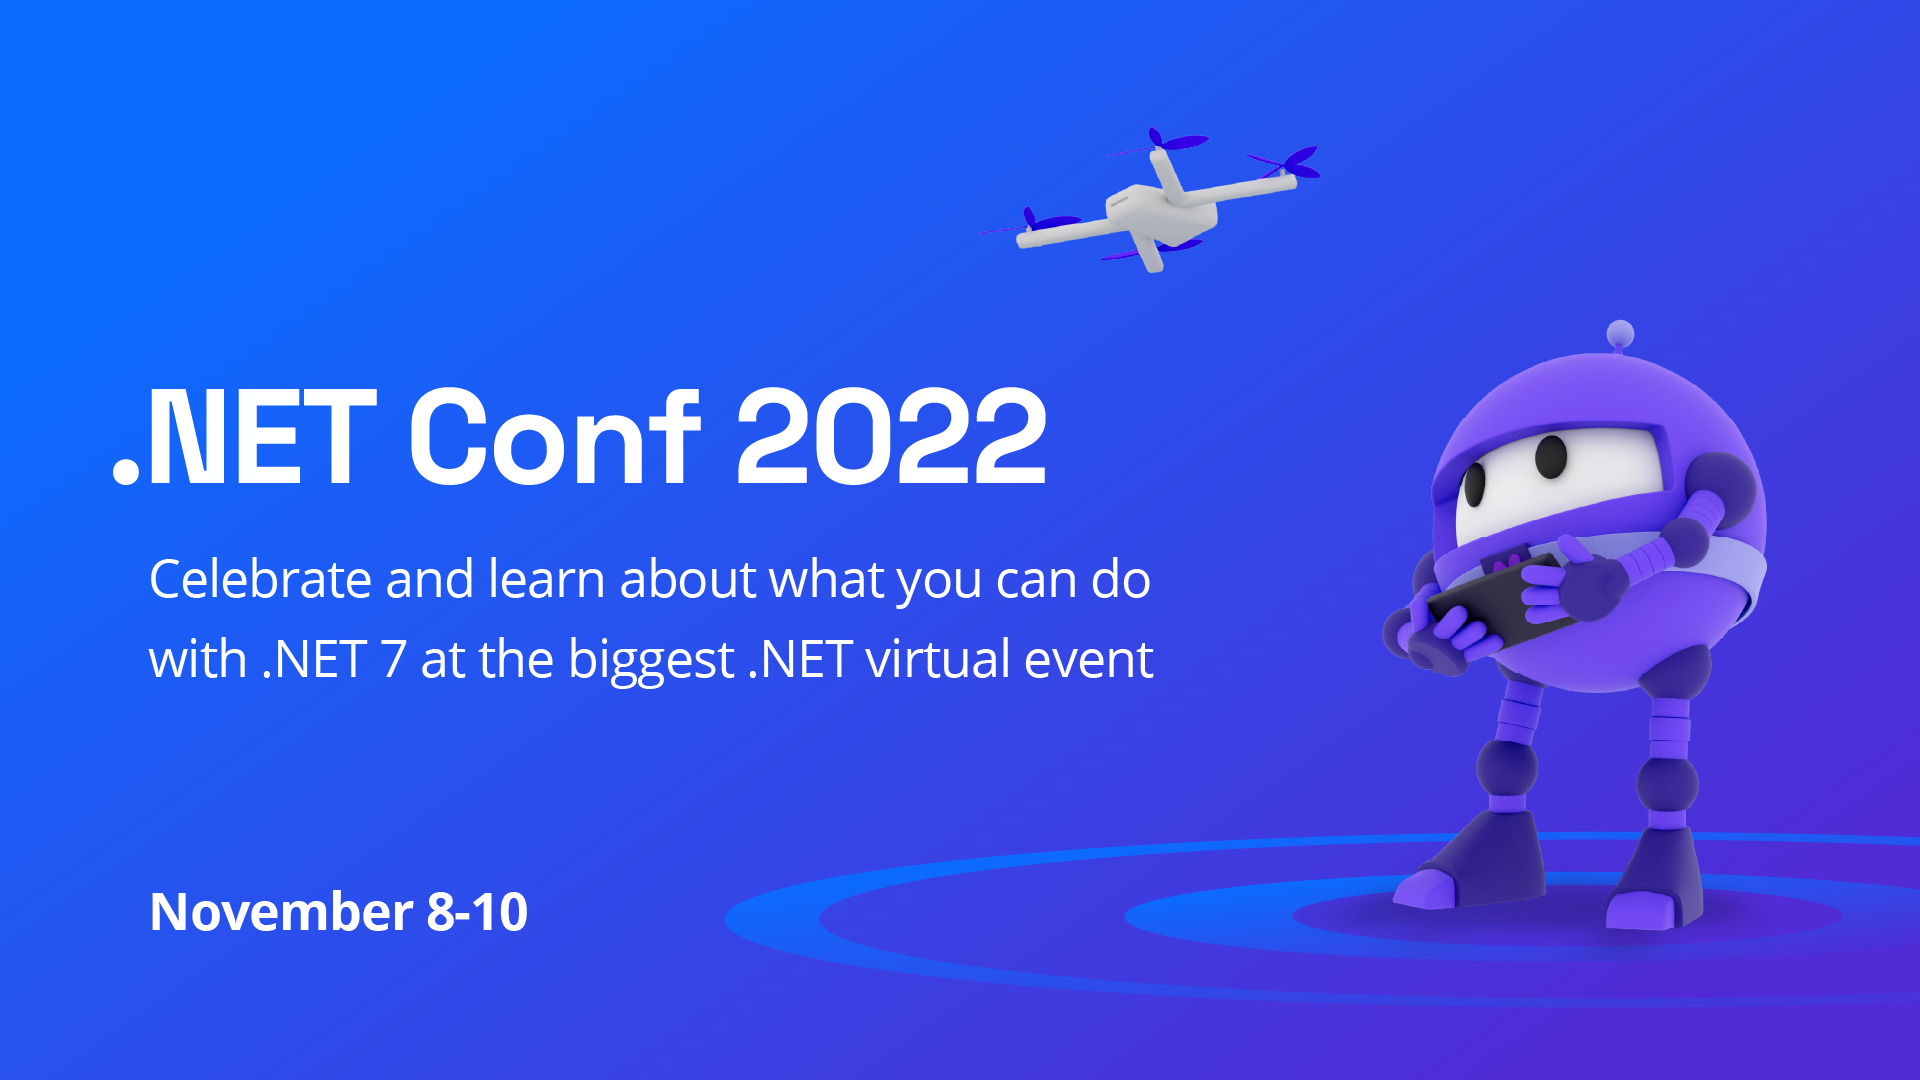 .NET Conf 2022
Celebrate and learn about what you can do
with .NET 7 at the biggest .NET virtual event
November 8-10